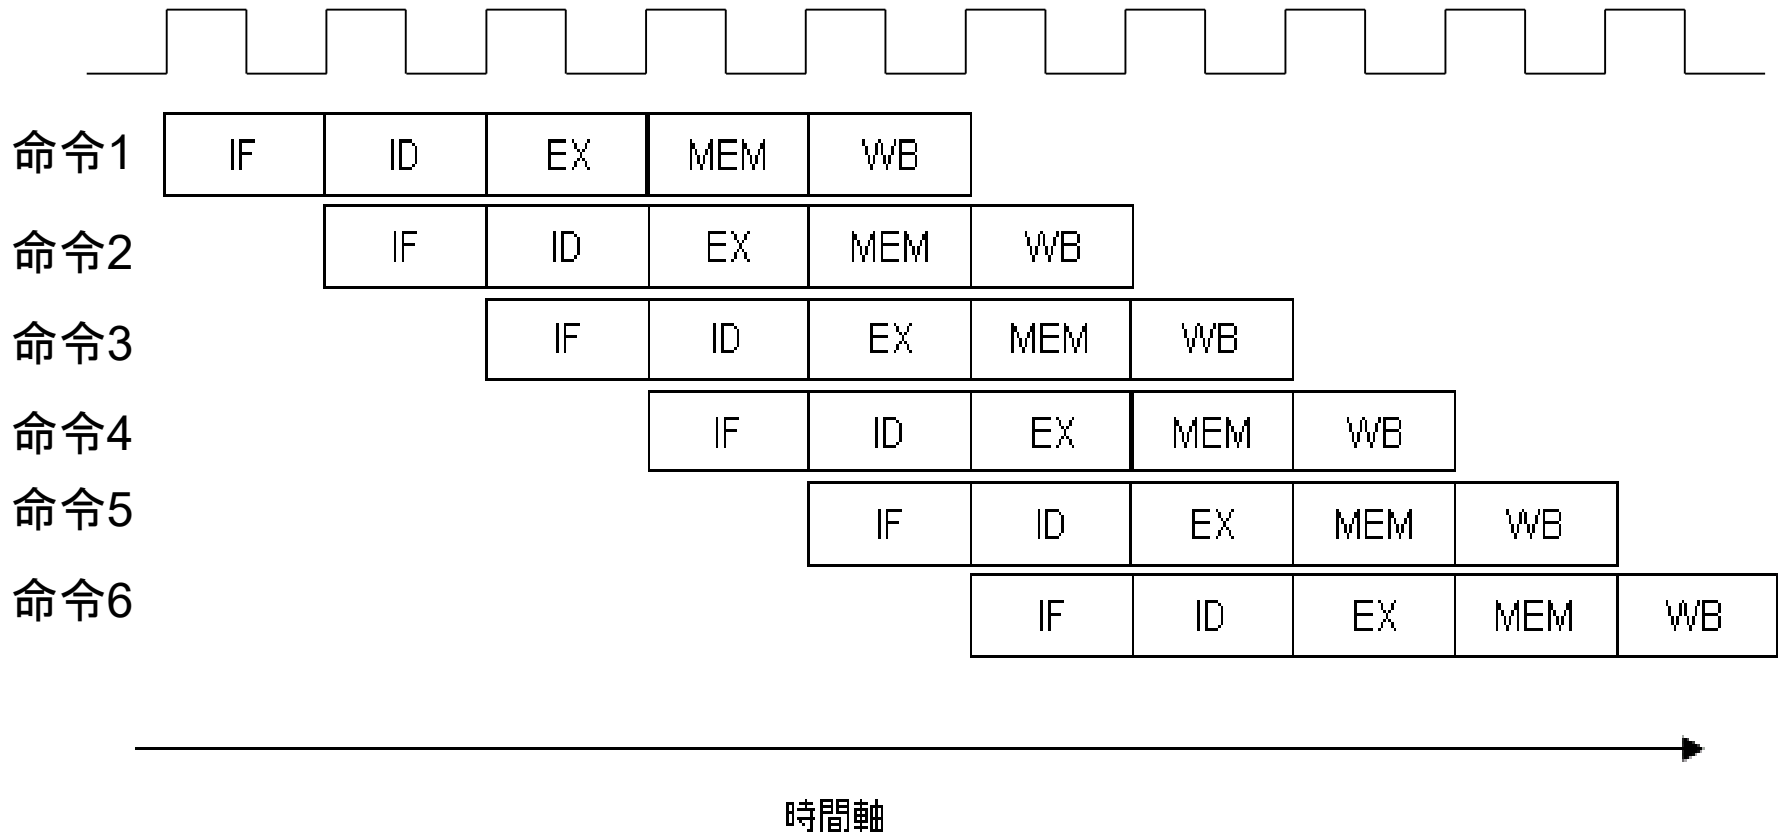 命令1 IF ID EX MEM WB
命令2 IF ID EX MEM WB
命令3 IF ID EX MEM WB
命令4 IF ID EX MEM WB
命令5 IF ID EX MEM WB
命令6 IF ID EX MEM WB
時間軸